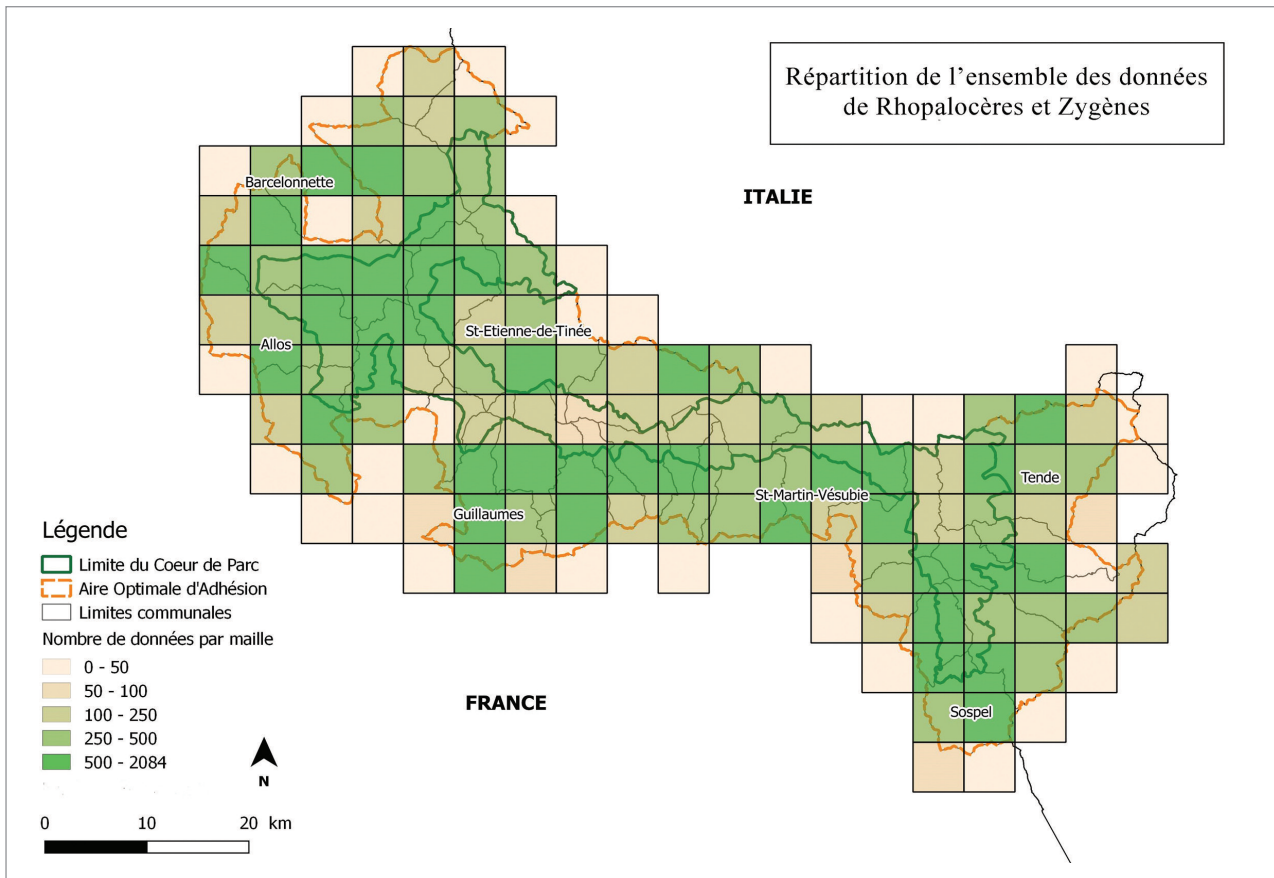 Répartition de l'ensemble des données
de Rhopalocères et Zygènes
ITALIE
Barcelonnette
St-Etienne-de-Tinée
Allos
Tende
St-Martin-Vésubie
Guillaumes
Sospel
FRANCE
Légende
Limite du Coeur de Parc
Aire Optimale d'Adhésion
Limites communales
Nombre de données par maille
0 - 50
50 - 100
100 - 250
250 - 500
500 - 2084
N
0 10 20 km